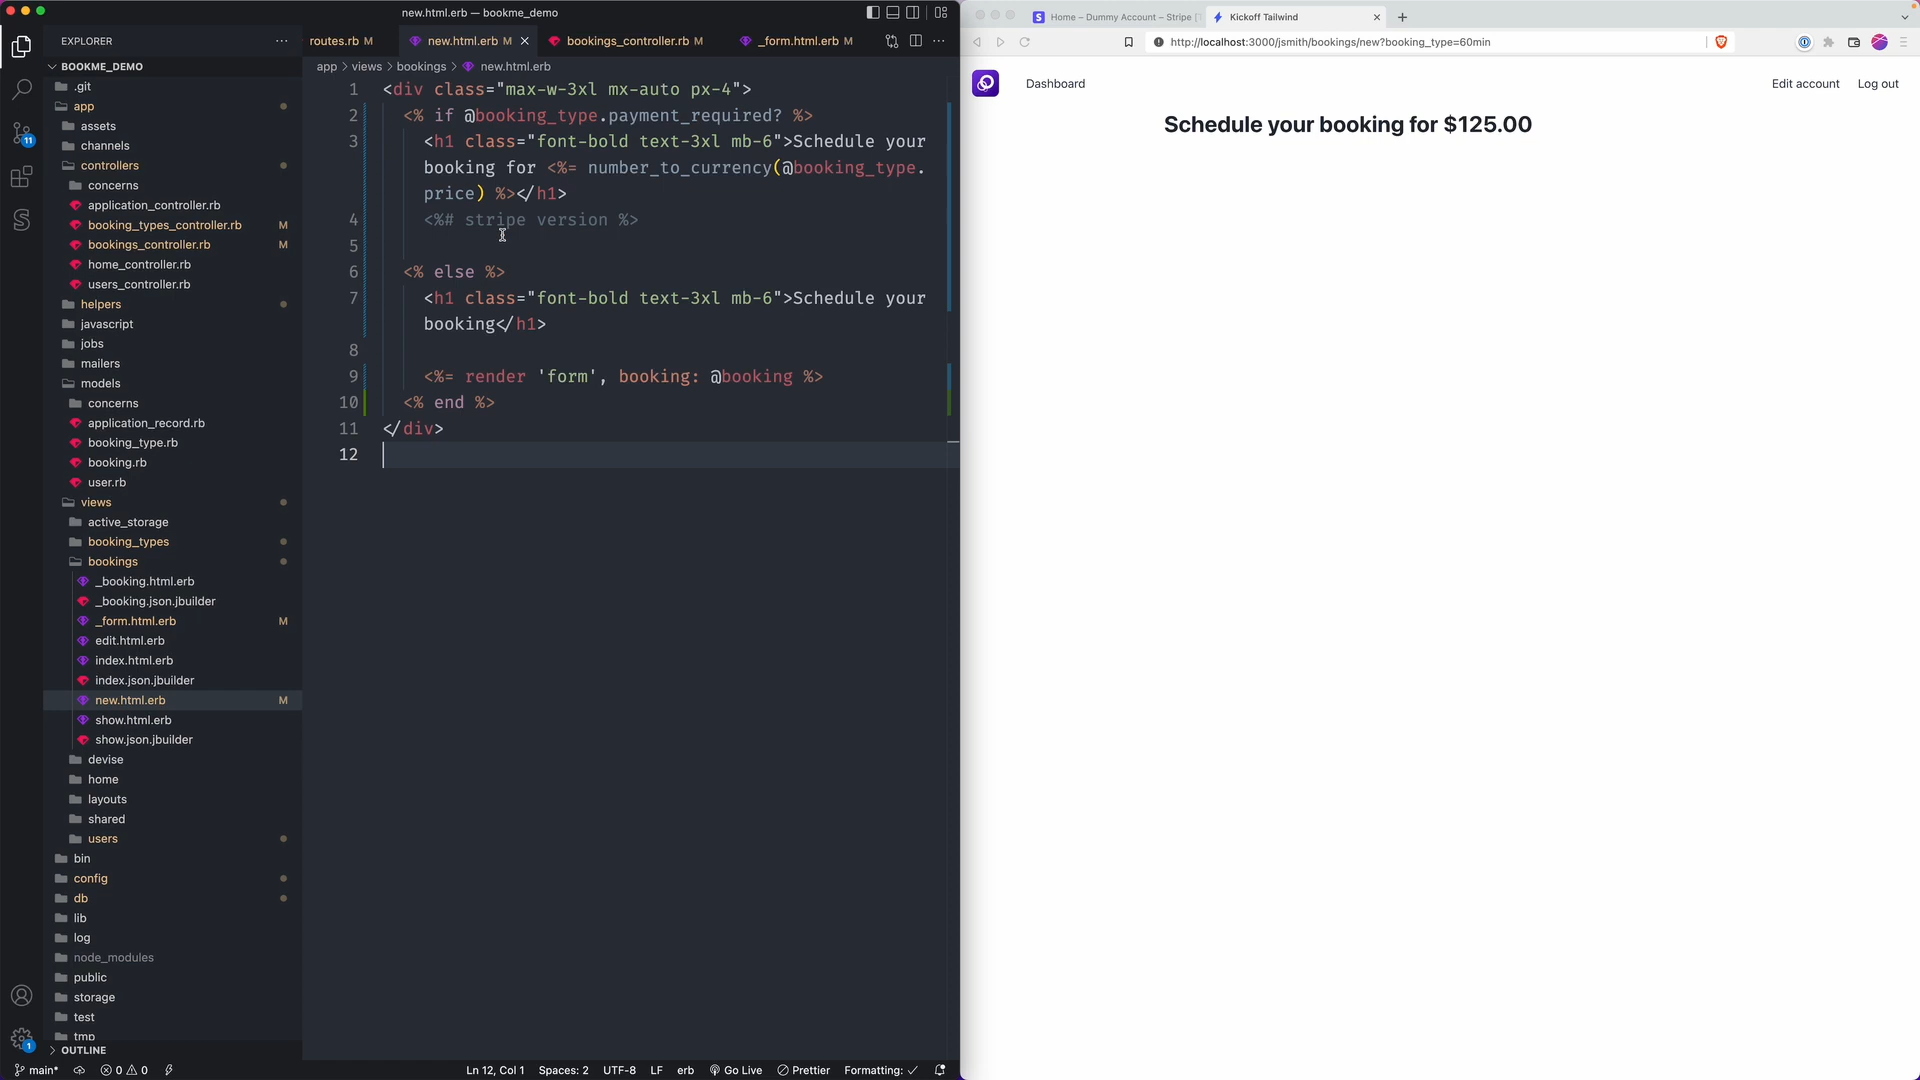 new.html.erb — bookme_demo
EXPLORER
BOOKME_DEMO
.git
app
assets
channels
controllers
concerns
application_controller.rb
booking_types_controller.rb M
bookings_controller.rb M
home_controller.rb
users_controller.rb
helpers
javascript
jobs
mailers
models
concerns
application_record.rb
booking_type.rb
booking.rb
user.rb
views
active_storage
booking_types
bookings
_booking.html.erb
_booking.json.jbuilder
_form.html.erb M
edit.html.erb
index.html.erb
index.json.jbuilder
new.html.erb M
show.html.erb
show.json.jbuilder
devise
home
layouts
shared
users
bin
config
db
lib
log
node_modules
public
storage
test
tmp
OUTLINE
11
1
routes.rb M new.html.erb M bookings_controller.rb M _form.html.erb M
app > views > bookings > new.html.erb
1 <div class="max-w-3xl mx-auto px-4">
2 <% if @booking_type.payment_required? %>
3 <h1 class="font-bold text-3xl mb-6">Schedule your
booking for <%= number_to_currency(@booking_type.
price) %></h1>
4 <%# stripe version %>
5
6 <% else %>
7 <h1 class="font-bold text-3xl mb-6">Schedule your
booking</h1>
8
9 <%= render 'form', booking: @booking %>
10 <% end %>
11 </div>
12
main* 0 0 Ln 12, Col 1 Spaces: 2 UTF-8 LF erb Go Live Prettier Formatting:
Home – Dummy Account – Stripe [ Kickoff Tailwind
http://localhost:3000/jsmith/bookings/new?booking_type=60min
Dashboard Edit account Log out
Schedule your booking for $125.00